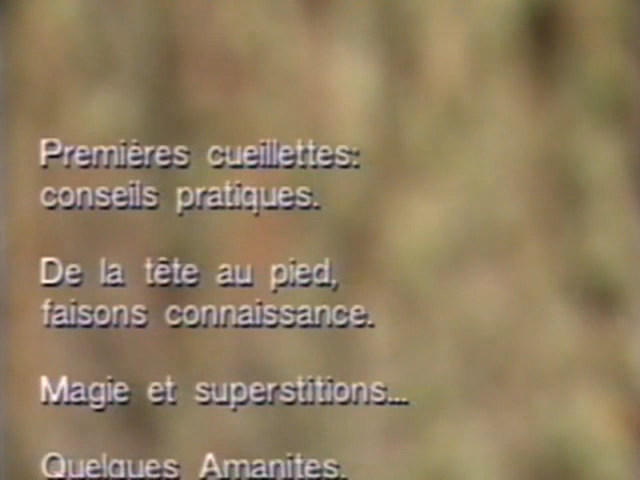 Premières cueillettes:
conseils pratiques.
De la tête au pied,
faisons connaissance.
Magie et superstitions...
Quelques Amanites.